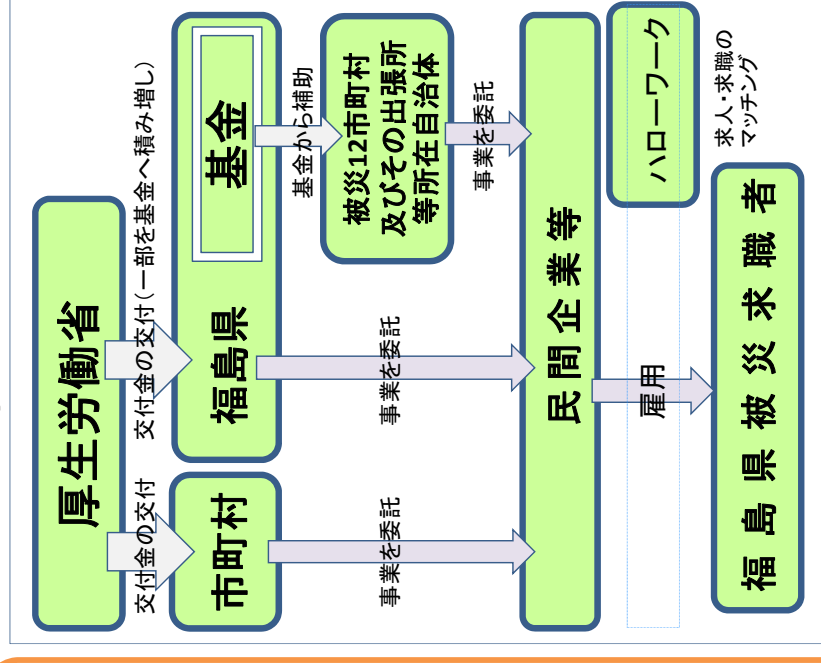 厚生労働省
交付金の交付
交付金の交付(一部を基金へ積み増し)
市町村
福島県
基金
基金から補助
被災12市町村
及びその出張所
等所在自治体
事業を委託
事業を委託
事業を委託
民間企業等
雇用
ハローワーク
求人・求職の
マッチング
福島県被災求職者